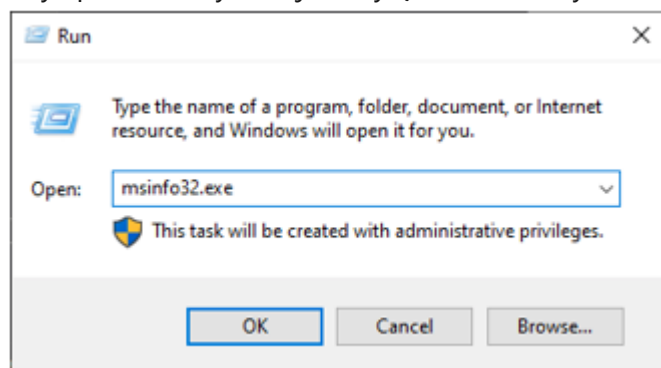 Run
Type the name of a program, folder, document, or Internet
resource, and Windows will open it for you.
Open: msinfo32.exe
This task will be created with administrative privileges.
OK Cancel Browse...